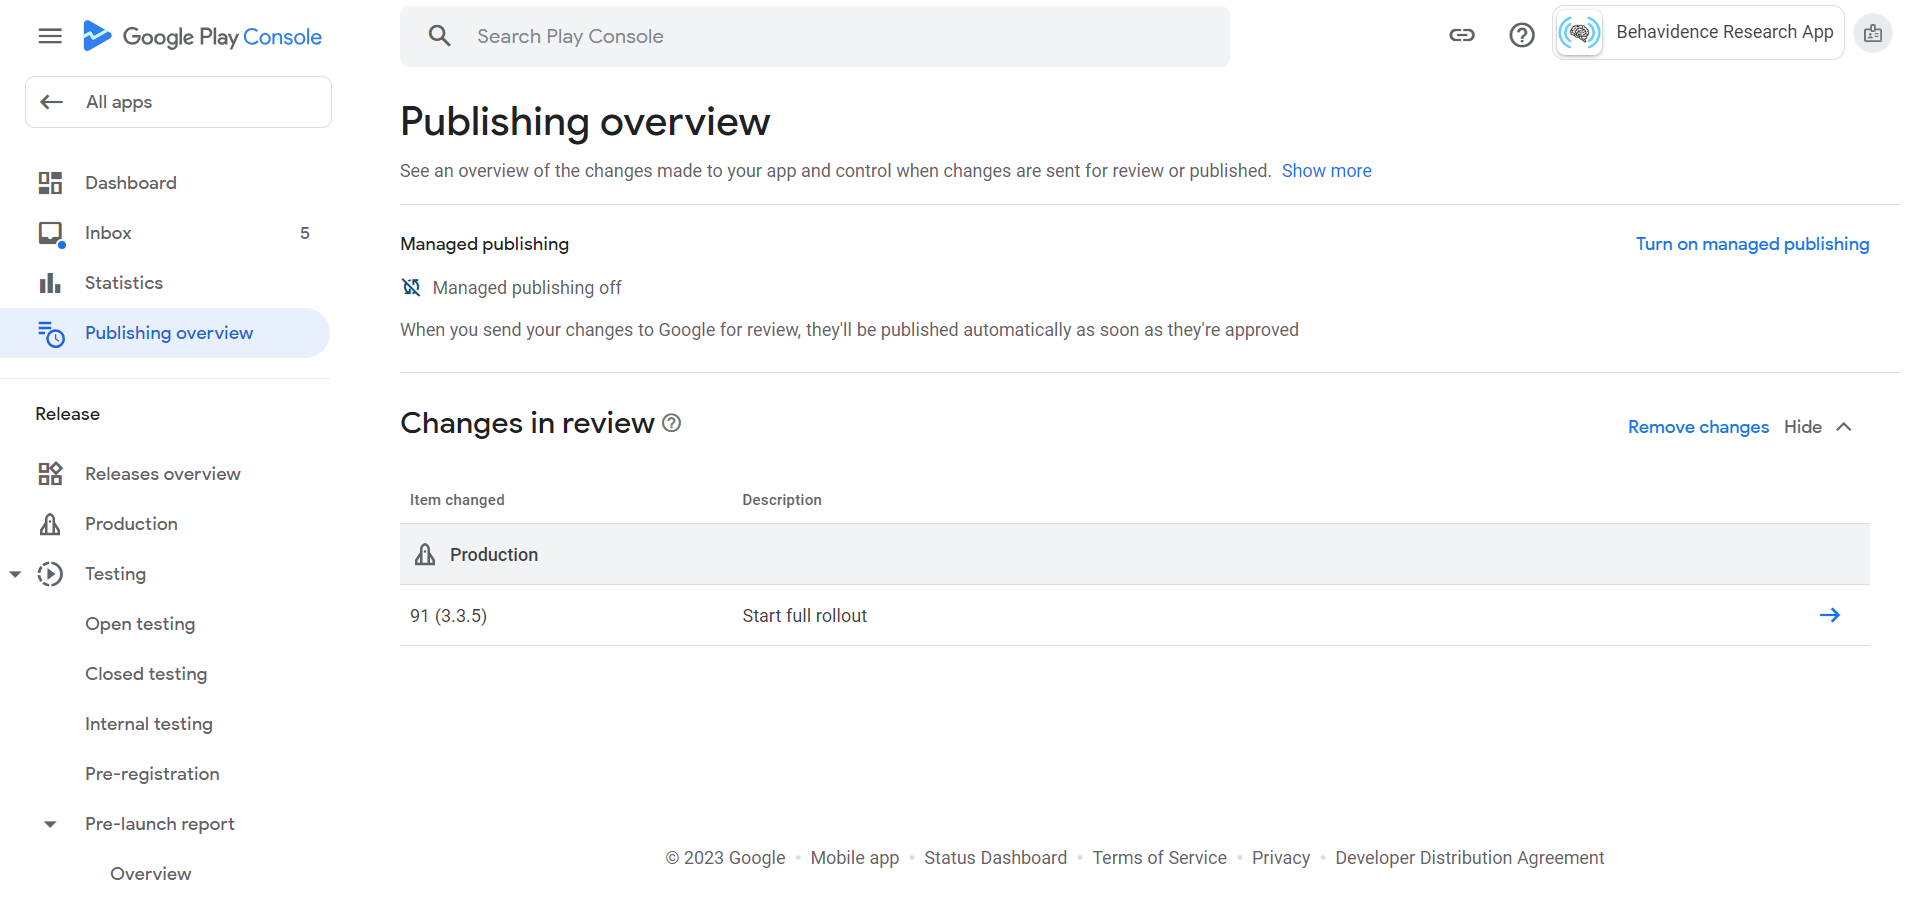 Google Play Console
Search Play Console
Behavidence Research App
All apps
Dashboard
Inbox 5
Statistics
Publishing overview
Release
Releases overview
Production
Testing
Open testing
Closed testing
Internal testing
Pre-registration
Pre-launch report
Overview
Publishing overview
See an overview of the changes made to your app and control when changes are sent for review or published. Show more
Managed publishing Turn on managed publishing
Managed publishing off
When you send your changes to Google for review, they'll be published automatically as soon as they're approved
Changes in review Remove changes Hide
Item changed Description
Production
91 (3.3.5) Start full rollout
© 2023 Google • Mobile app • Status Dashboard • Terms of Service • Privacy • Developer Distribution Agreement